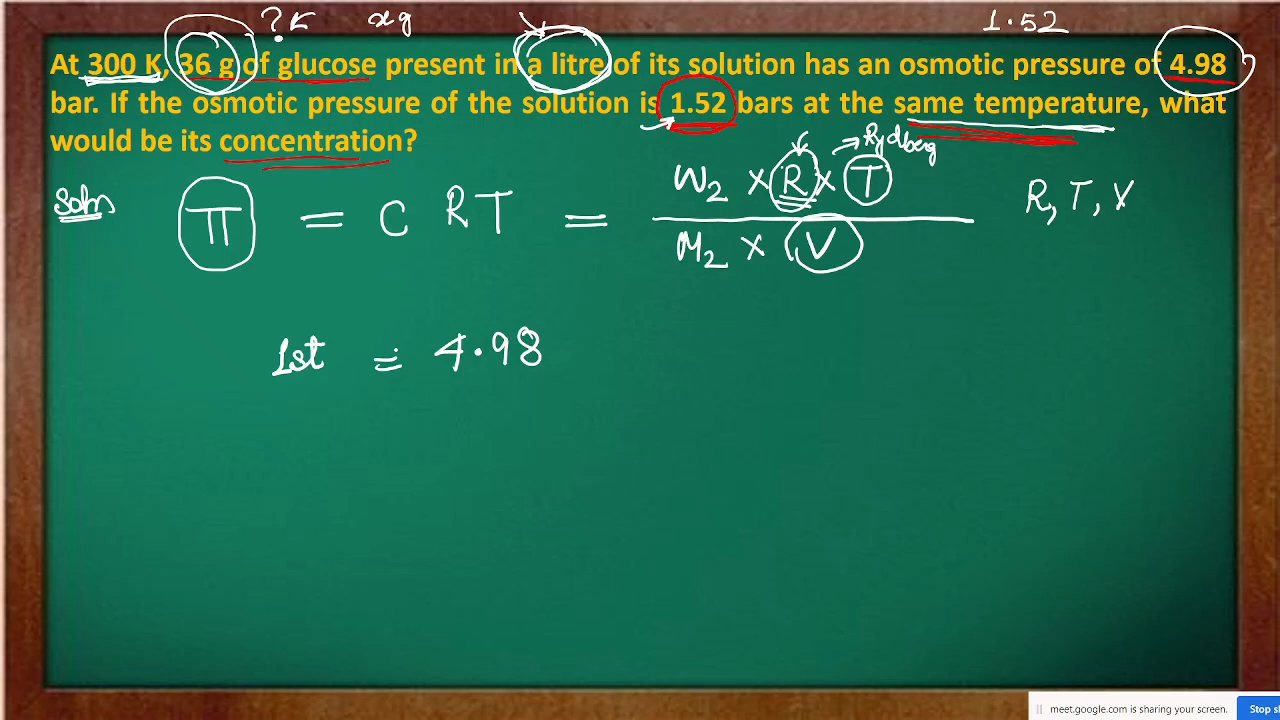 ? K x g 1.52
At 300 K, 36 g of glucose present in a litre of its solution has an osmotic pressure of 4.98
bar. If the osmotic pressure of the solution is 1.52 bars at the same temperature, what
would be its concentration?
Rydberg
Soln π = C R T = W2 × R × T / M2 × V R, T, V
1st = 4.98
meet.google.com is sharing your screen. Stop s